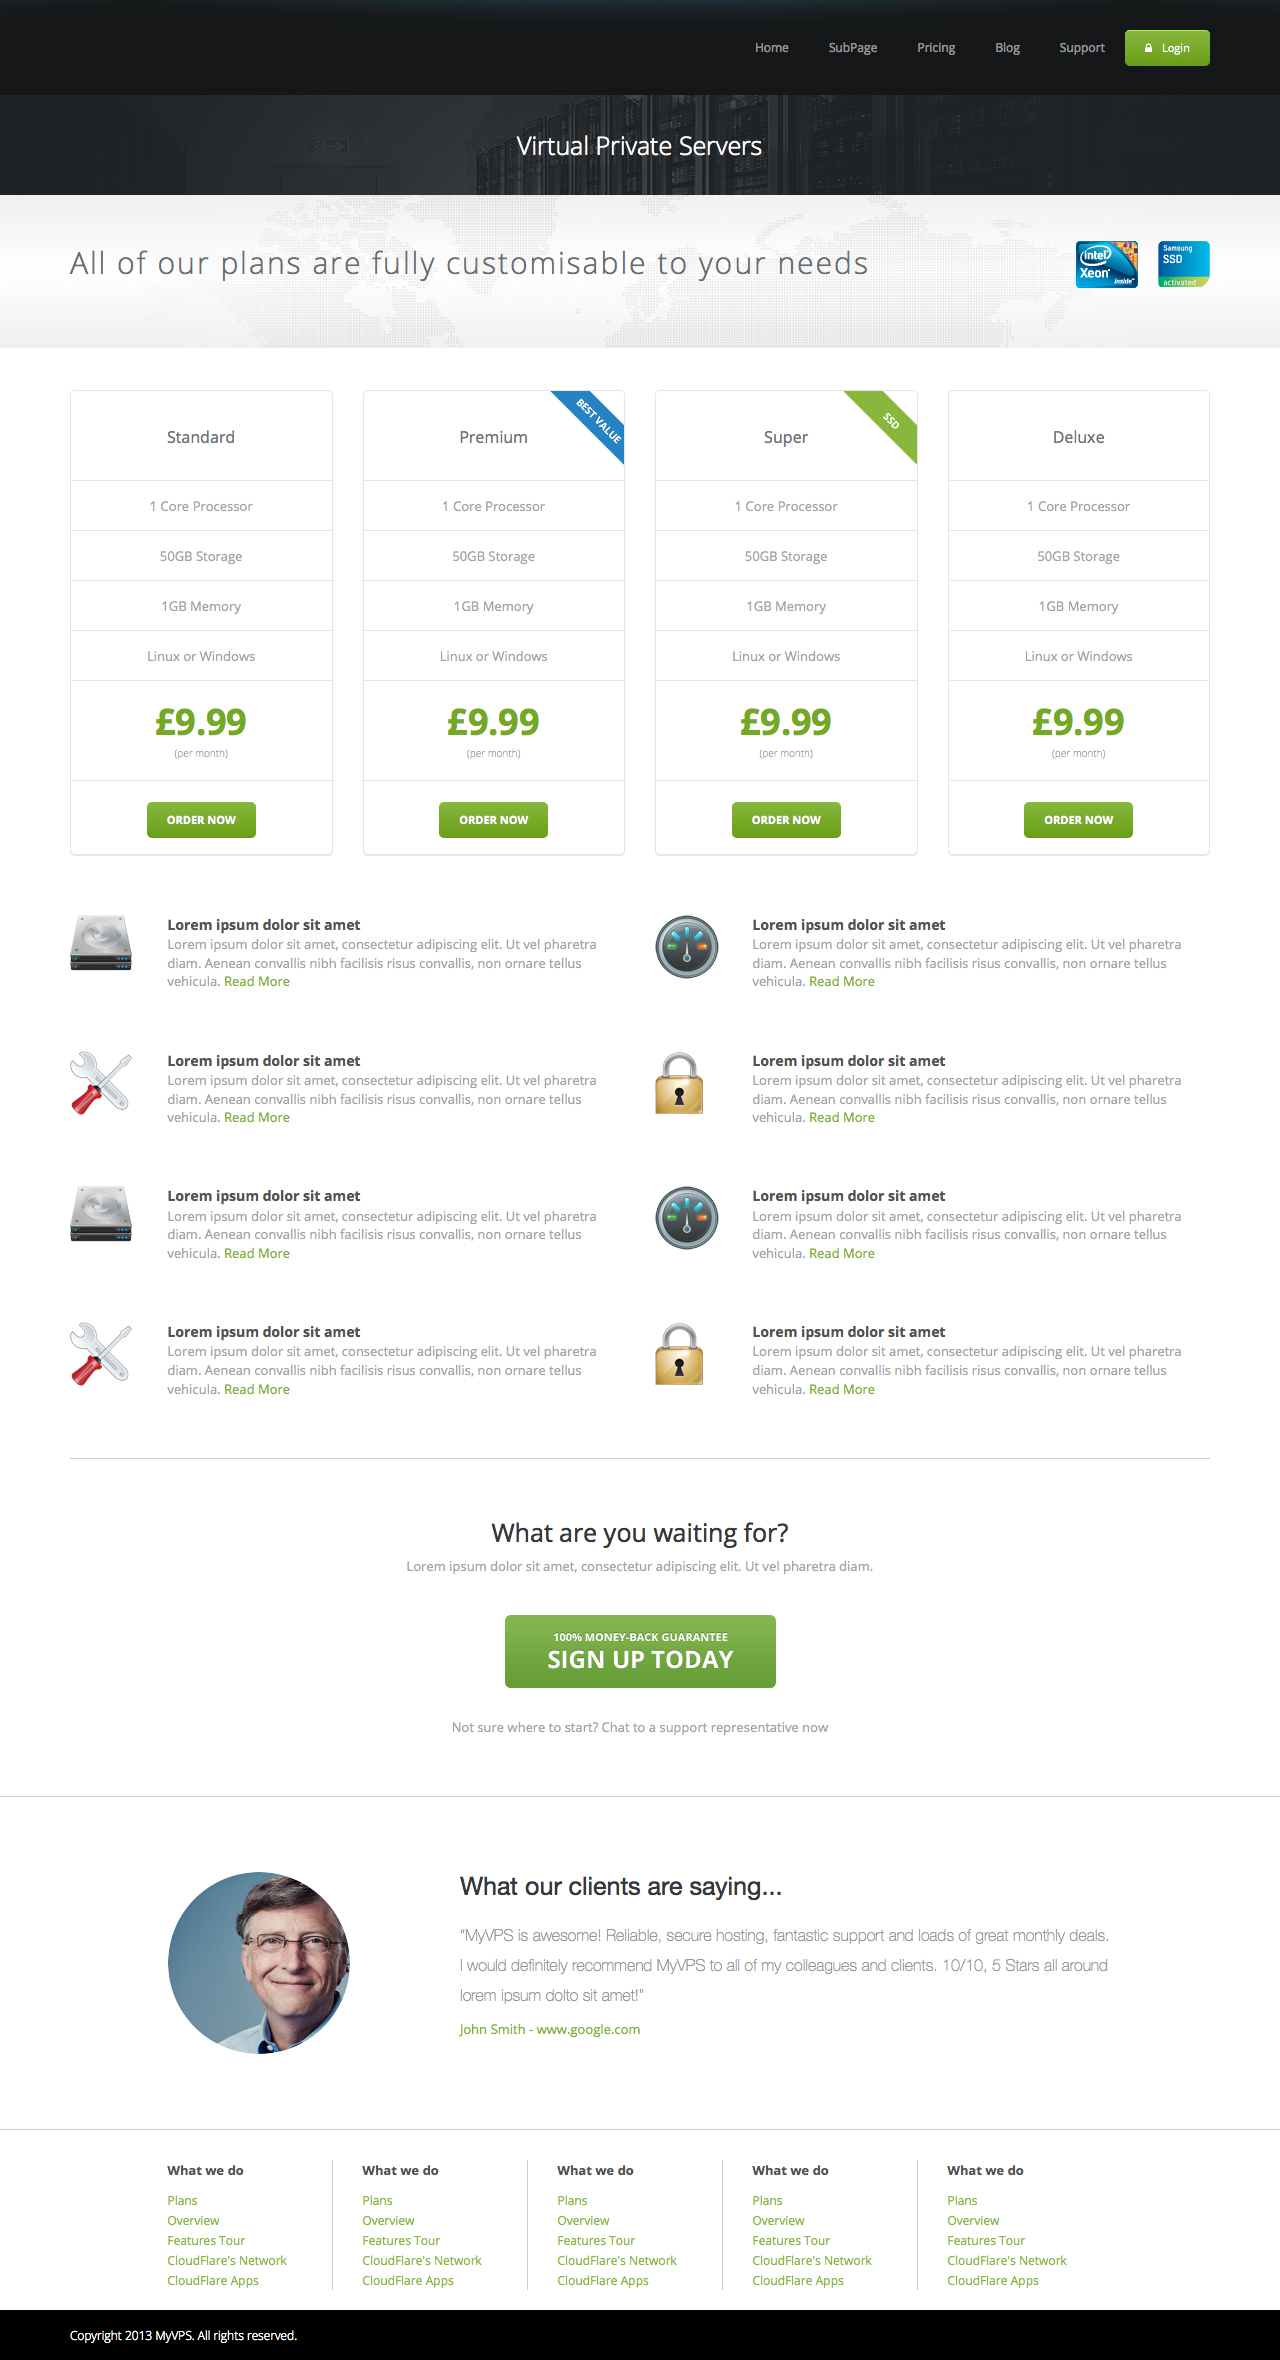 Home SubPage Pricing Blog Support Login
Virtual Private Servers
All of our plans are fully customisable to your needs
intel Xeon inside™
Samsung SSD activated
Standard
1 Core Processor
50GB Storage
1GB Memory
Linux or Windows
£9.99
(per month)
ORDER NOW
Premium
BEST VALUE
1 Core Processor
50GB Storage
1GB Memory
Linux or Windows
£9.99
(per month)
ORDER NOW
Super
SSD
1 Core Processor
50GB Storage
1GB Memory
Linux or Windows
£9.99
(per month)
ORDER NOW
Deluxe
1 Core Processor
50GB Storage
1GB Memory
Linux or Windows
£9.99
(per month)
ORDER NOW
Lorem ipsum dolor sit amet
Lorem ipsum dolor sit amet, consectetur adipiscing elit. Ut vel pharetra
diam. Aenean convallis nibh facilisis risus convallis, non ornare tellus
vehicula. Read More
Lorem ipsum dolor sit amet
Lorem ipsum dolor sit amet, consectetur adipiscing elit. Ut vel pharetra
diam. Aenean convallis nibh facilisis risus convallis, non ornare tellus
vehicula. Read More
Lorem ipsum dolor sit amet
Lorem ipsum dolor sit amet, consectetur adipiscing elit. Ut vel pharetra
diam. Aenean convallis nibh facilisis risus convallis, non ornare tellus
vehicula. Read More
Lorem ipsum dolor sit amet
Lorem ipsum dolor sit amet, consectetur adipiscing elit. Ut vel pharetra
diam. Aenean convallis nibh facilisis risus convallis, non ornare tellus
vehicula. Read More
Lorem ipsum dolor sit amet
Lorem ipsum dolor sit amet, consectetur adipiscing elit. Ut vel pharetra
diam. Aenean convallis nibh facilisis risus convallis, non ornare tellus
vehicula. Read More
Lorem ipsum dolor sit amet
Lorem ipsum dolor sit amet, consectetur adipiscing elit. Ut vel pharetra
diam. Aenean convallis nibh facilisis risus convallis, non ornare tellus
vehicula. Read More
Lorem ipsum dolor sit amet
Lorem ipsum dolor sit amet, consectetur adipiscing elit. Ut vel pharetra
diam. Aenean convallis nibh facilisis risus convallis, non ornare tellus
vehicula. Read More
Lorem ipsum dolor sit amet
Lorem ipsum dolor sit amet, consectetur adipiscing elit. Ut vel pharetra
diam. Aenean convallis nibh facilisis risus convallis, non ornare tellus
vehicula. Read More
What are you waiting for?
Lorem ipsum dolor sit amet, consectetur adipiscing elit. Ut vel pharetra diam.
100% MONEY-BACK GUARANTEE
SIGN UP TODAY
Not sure where to start? Chat to a support representative now
What our clients are saying...
“MyVPS is awesome! Reliable, secure hosting, fantastic support and loads of great monthly deals.
I would definitely recommend MyVPS to all of my colleagues and clients. 10/10, 5 Stars all around
lorem ipsum dolto sit amet!”
John Smith - www.google.com
What we do
Plans
Overview
Features Tour
CloudFlare's Network
CloudFlare Apps
What we do
Plans
Overview
Features Tour
CloudFlare's Network
CloudFlare Apps
What we do
Plans
Overview
Features Tour
CloudFlare's Network
CloudFlare Apps
What we do
Plans
Overview
Features Tour
CloudFlare's Network
CloudFlare Apps
What we do
Plans
Overview
Features Tour
CloudFlare's Network
CloudFlare Apps
Copyright 2013 MyVPS. All rights reserved.